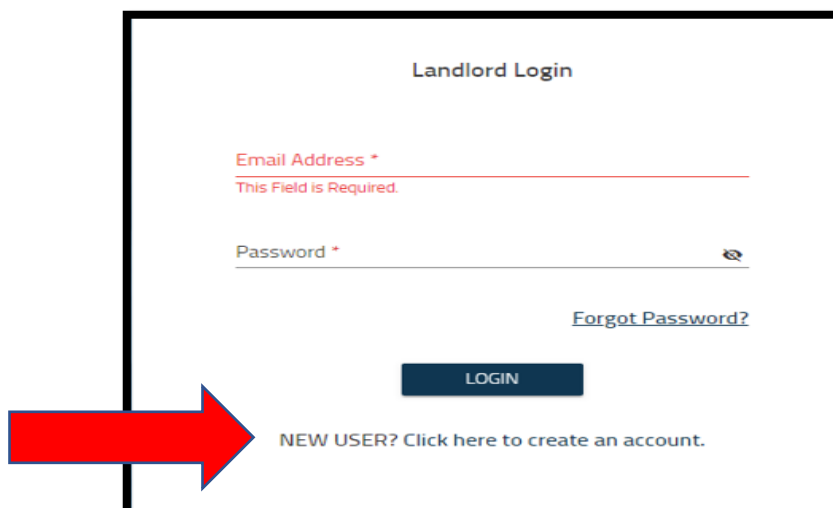 Landlord Login
Email Address *
This Field is Required.
Password *
Forgot Password?
LOGIN
NEW USER? Click here to create an account.